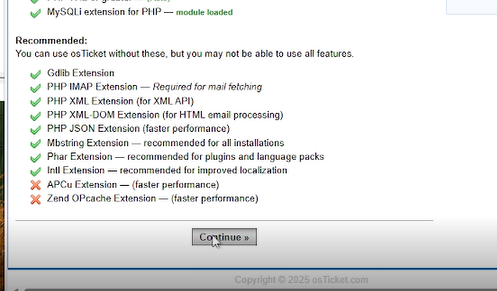 MySQLi extension for PHP — module loaded
Recommended:
You can use osTicket without these, but you may not be able to use all features.
Gdlib Extension
PHP IMAP Extension — Required for mail fetching
PHP XML Extension (for XML API)
PHP XML-DOM Extension (for HTML email processing)
PHP JSON Extension (faster performance)
Mbstring Extension — recommended for all installations
Phar Extension — recommended for plugins and language packs
Intl Extension — recommended for improved localization
APCu Extension — (faster performance)
Zend OPcache Extension — (faster performance)
Continue »
Copyright © 2025 osTicket.com